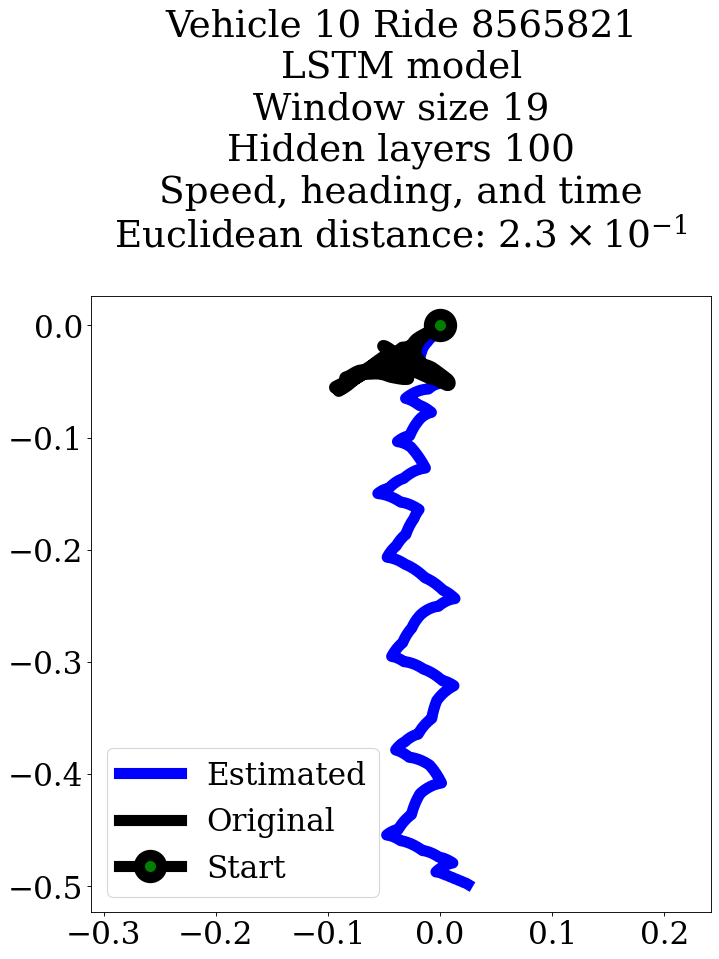 Vehicle 10 Ride 8565821
LSTM model
Window size 19
Hidden layers 100
Speed, heading, and time
Euclidean distance: 2.3 × 10⁻¹
0.0
−0.1
−0.2
−0.3
−0.4
−0.5
Estimated
Original
Start
−0.3 −0.2 −0.1 0.0 0.1 0.2